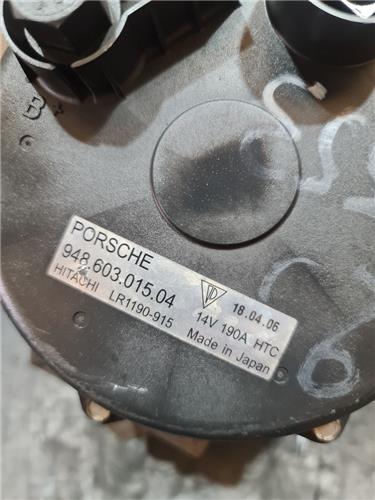 B+
PORSCHE
948.603.015.04 18.04.06
HITACHI LR1190-915 14V 190A HTC
Made in Japan